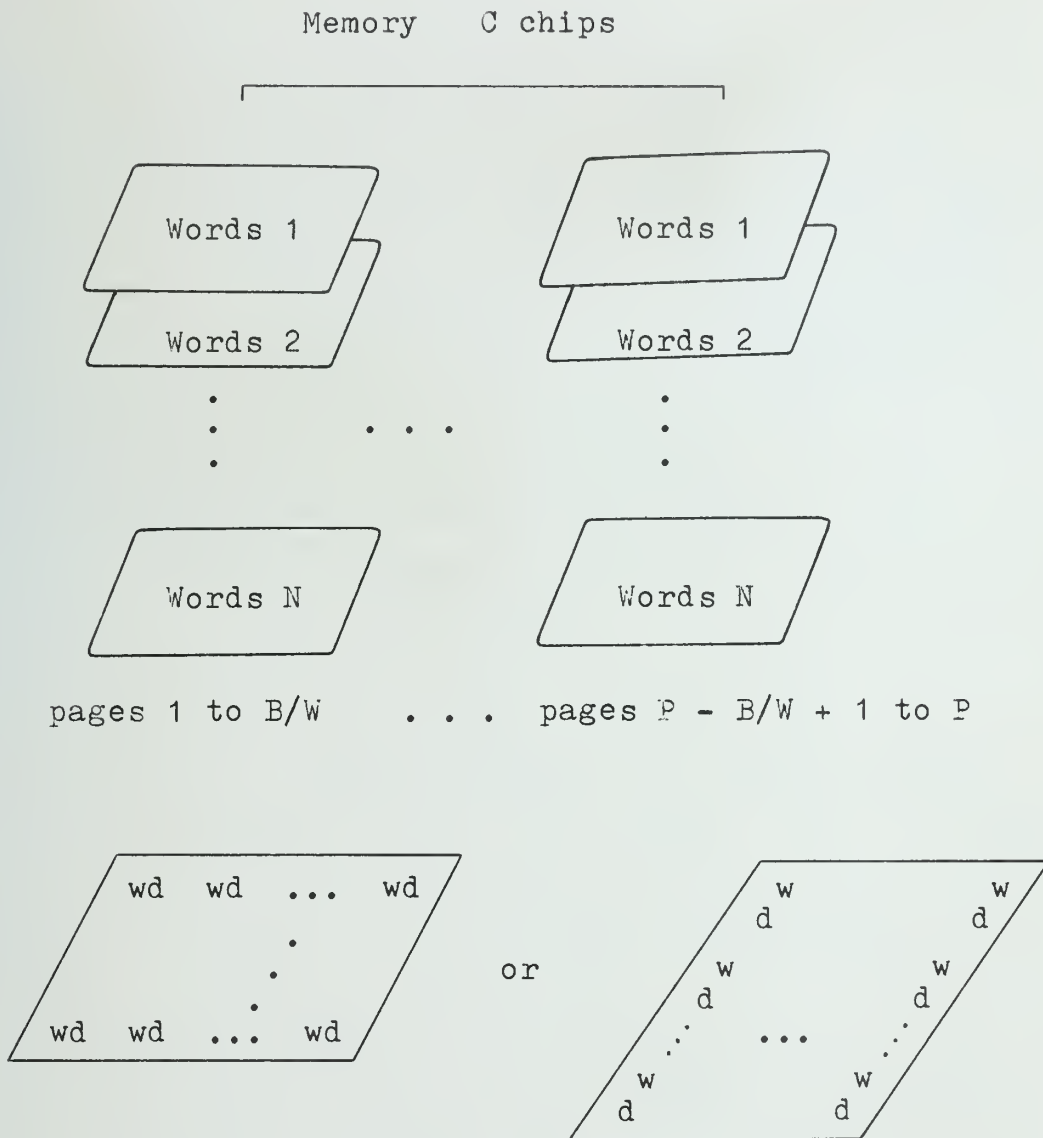 Memory C chips
Words 1 Words 1
Words 2 Words 2
. . .
Words N Words N
pages 1 to B/W . . . pages P - B/W + 1 to P
wd wd ... wd
wd wd ... wd
or
w w
d d
w w
d d
...
w w
d d